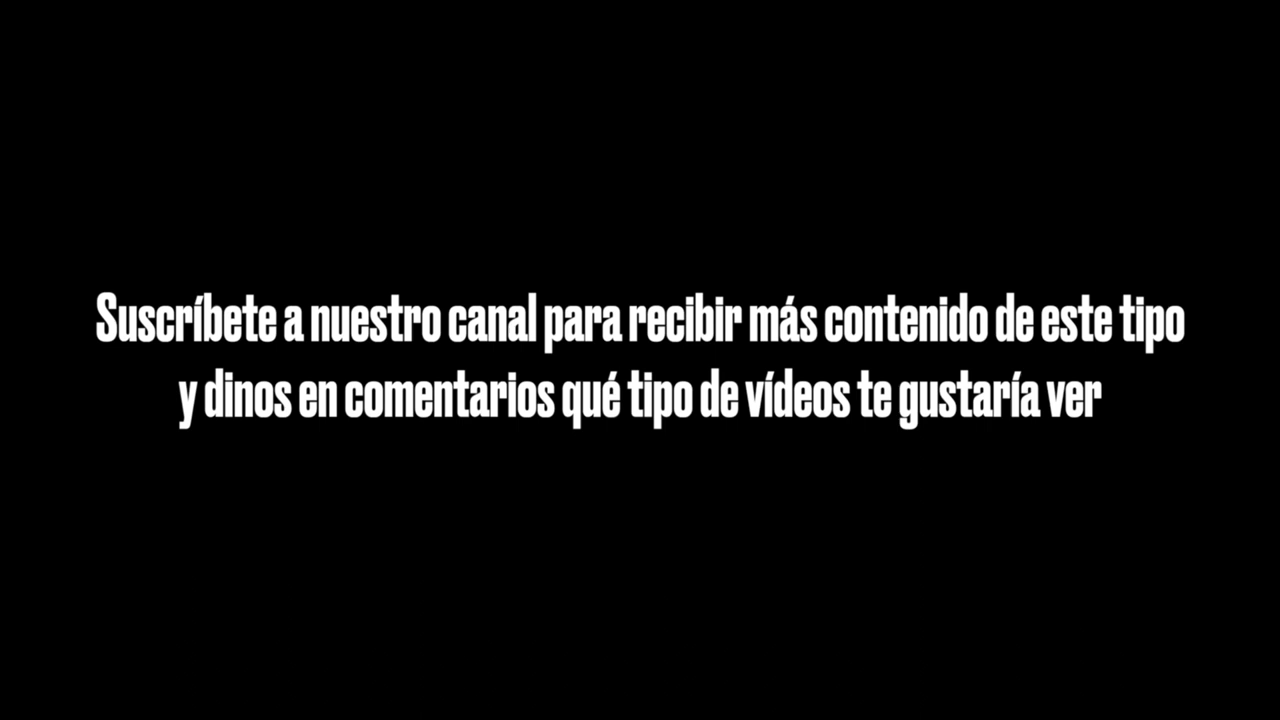 Suscríbete a nuestro canal para recibir más contenido de este tipo
y dinos en comentarios qué tipo de vídeos te gustaría ver